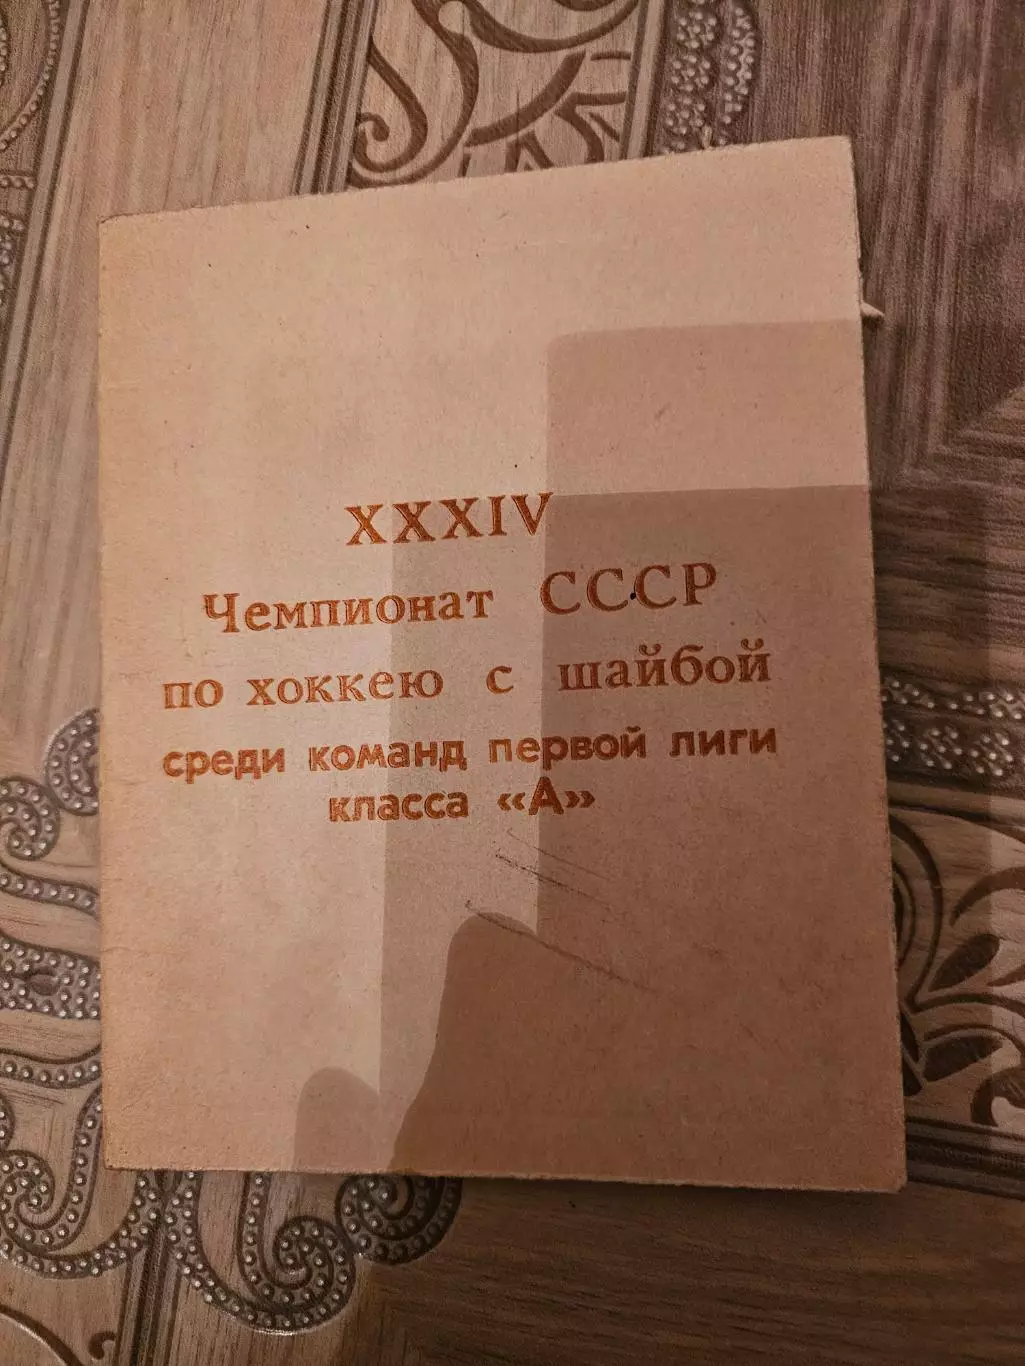 XXXIV
Чемпионат СССР
по хоккею с шайбой
среди команд первой лиги
класса «А»